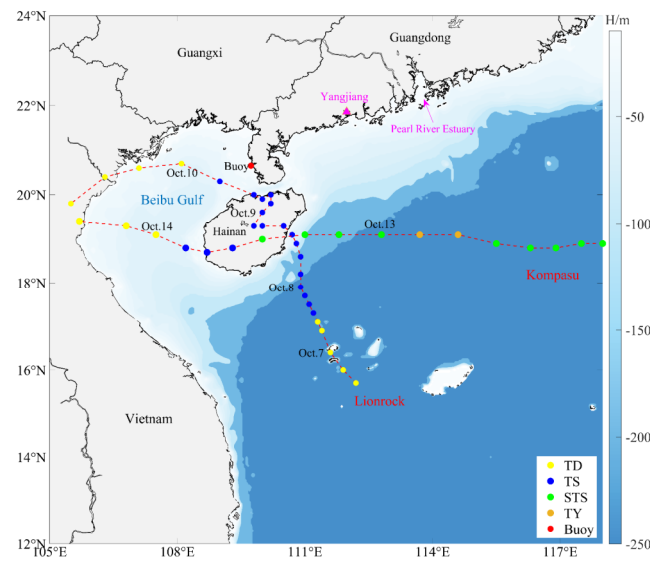 24°N
H/m
Guangdong
Guangxi
22°N
Yangjiang
Pearl River Estuary
-50
Buoy
Oct.10
20°N
Beibu Gulf
Oct.9
Hainan
Oct.14
Oct.13
-100
18°N
Oct.8
Kompasu
-150
Oct.7
16°N
Lionrock
Vietnam
-200
14°N
TD
TS
STS
TY
Buoy
12°N
-250
105°E
108°E
111°E
114°E
117°E